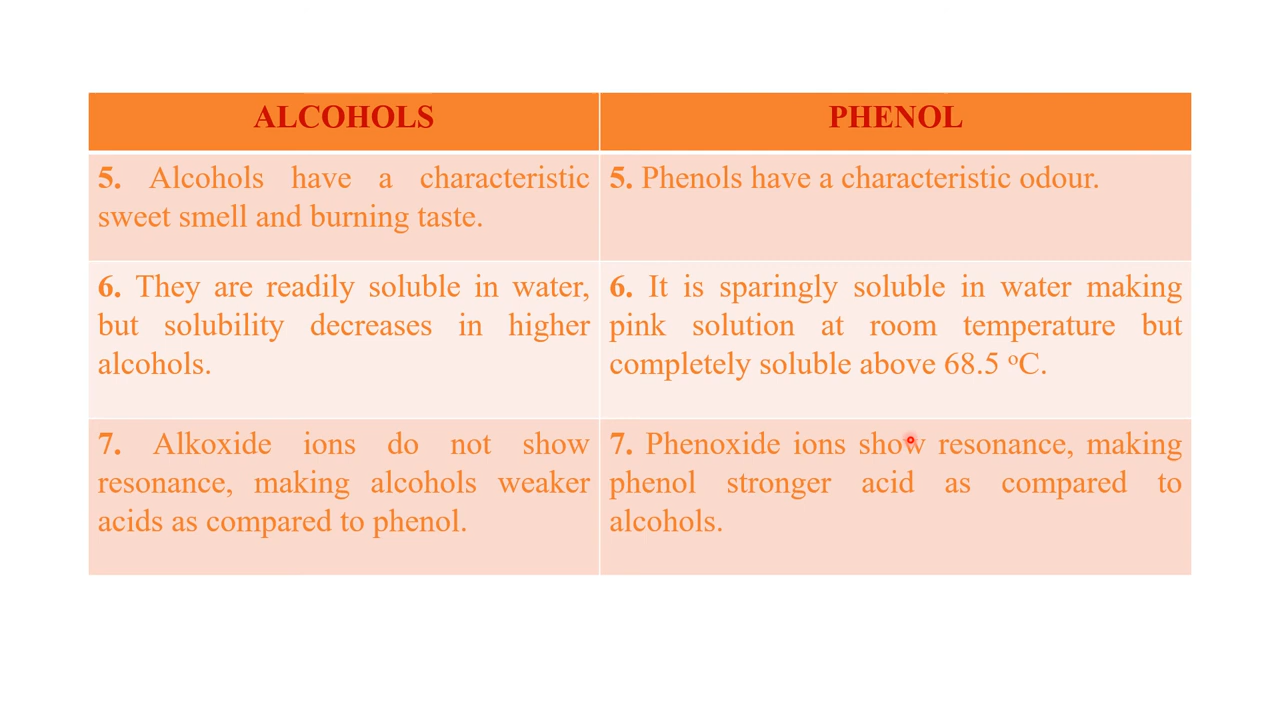 ALCOHOLS
PHENOL
5. Alcohols have a characteristic
sweet smell and burning taste.
5. Phenols have a characteristic odour.
6. They are readily soluble in water,
but solubility decreases in higher
alcohols.
6. It is sparingly soluble in water making
pink solution at room temperature but
completely soluble above 68.5 ºC.
7. Alkoxide ions do not show
resonance, making alcohols weaker
acids as compared to phenol.
7. Phenoxide ions show resonance, making
phenol stronger acid as compared to
alcohols.